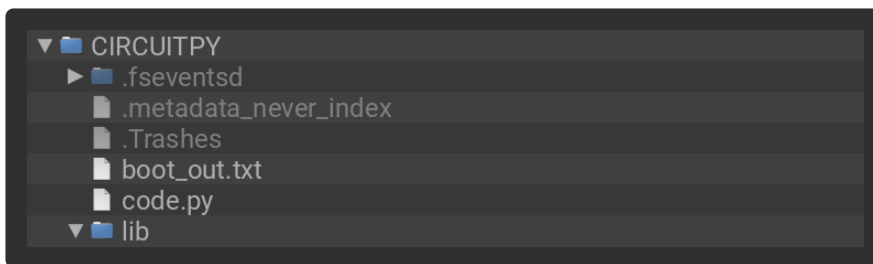 CIRCUITPY
.fseventsd
.metadata_never_index
.Trashes
boot_out.txt
code.py
lib